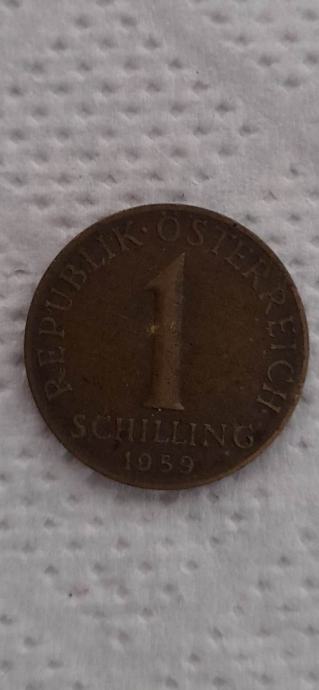 REPUBLIK · ÖSTERREICH ·
1
SCHILLING
1959